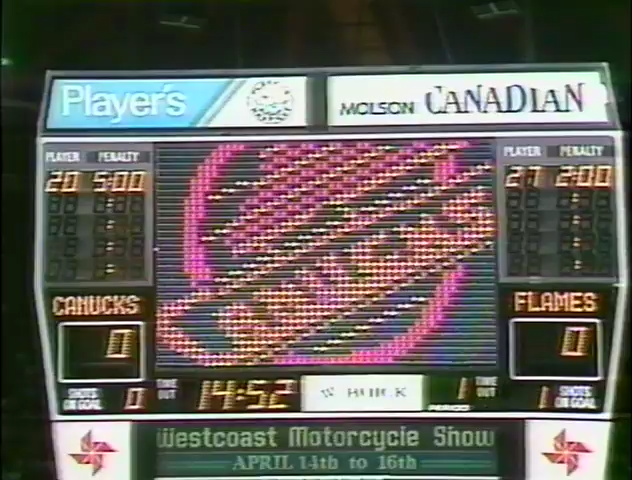 Player's
MOLSON CANADIAN
PLAYER PENALTY
20 5:00
PLAYER PENALTY
27 2:00
CANUCKS
0
FLAMES
0
SHOTS ON GOAL 0
TIME OUT
14:52
BUICK
1
PERIOD
TIME OUT
1 SHOTS ON GOAL
Westcoast Motorcycle Show
APRIL 14th to 16th